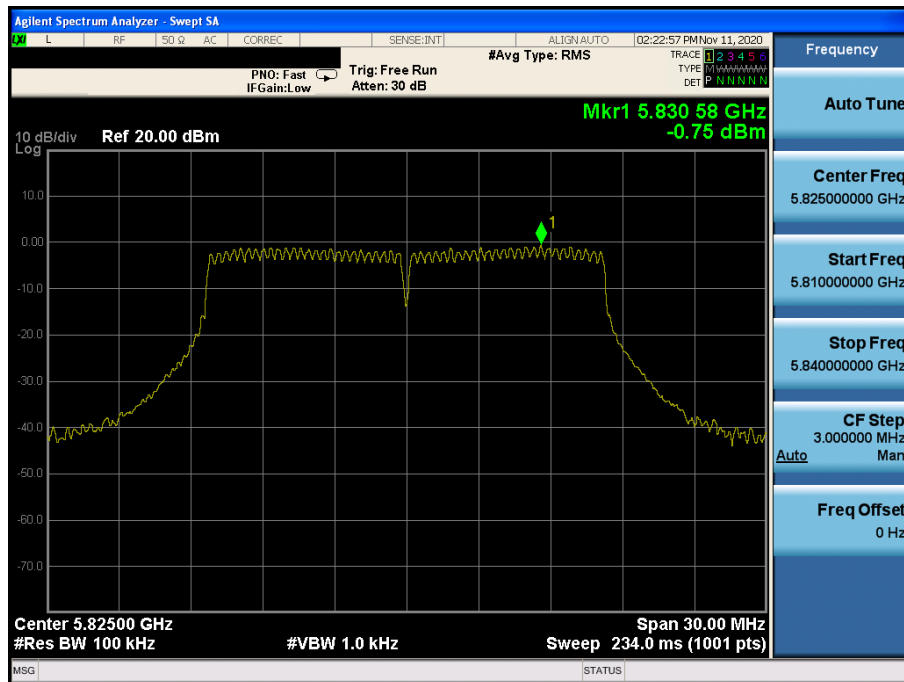 Agilent Spectrum Analyzer - Swept SA
LXI L RF 50 Ω AC CORREC SENSE:INT ALIGN AUTO 02:22:57 PM Nov 11, 2020
#Avg Type: RMS
TRACE 1 2 3 4 5 6
PNO: Fast Trig: Free Run
TYPE M WWWWW
IFGain:Low Atten: 30 dB
DET P N N N N N
Mkr1 5.830 58 GHz
-0.75 dBm
10 dB/div Ref 20.00 dBm
Log
10.0
0.00
-10.0
-20.0
-30.0
-40.0
-50.0
-60.0
-70.0
1
Center 5.82500 GHz Span 30.00 MHz
#Res BW 100 kHz #VBW 1.0 kHz Sweep 234.0 ms (1001 pts)
MSG STATUS
Frequency
Auto Tune
Center Freq
5.825000000 GHz
Start Freq
5.810000000 GHz
Stop Freq
5.840000000 GHz
CF Step
3.000000 MHz
Auto Man
Freq Offset
0 Hz